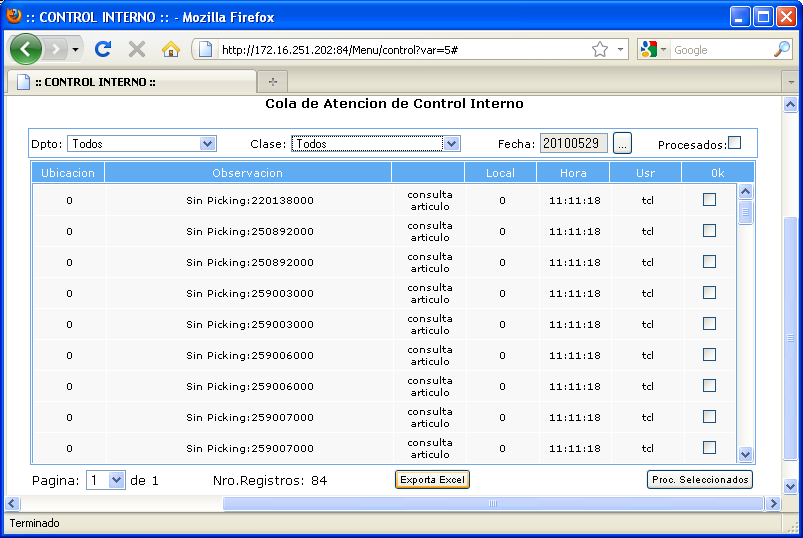 :: CONTROL INTERNO :: - Mozilla Firefox
http://172.16.251.202:84/Menu/control?var=5#
Google
:: CONTROL INTERNO ::
Cola de Atencion de Control Interno
Dpto: Todos Clase: Todos Fecha: 20100529 ... Procesados:
Ubicacion Observacion Local Hora Usr Ok
0 Sin Picking:220138000 consulta articulo 0 11:11:18 tcl
0 Sin Picking:250892000 consulta articulo 0 11:11:18 tcl
0 Sin Picking:250892000 consulta articulo 0 11:11:18 tcl
0 Sin Picking:259003000 consulta articulo 0 11:11:18 tcl
0 Sin Picking:259003000 consulta articulo 0 11:11:18 tcl
0 Sin Picking:259006000 consulta articulo 0 11:11:18 tcl
0 Sin Picking:259006000 consulta articulo 0 11:11:18 tcl
0 Sin Picking:259007000 consulta articulo 0 11:11:18 tcl
0 Sin Picking:259007000 consulta articulo 0 11:11:18 tcl
Pagina: 1 de 1 Nro.Registros: 84 Exporta Excel Proc. Seleccionados
Terminado